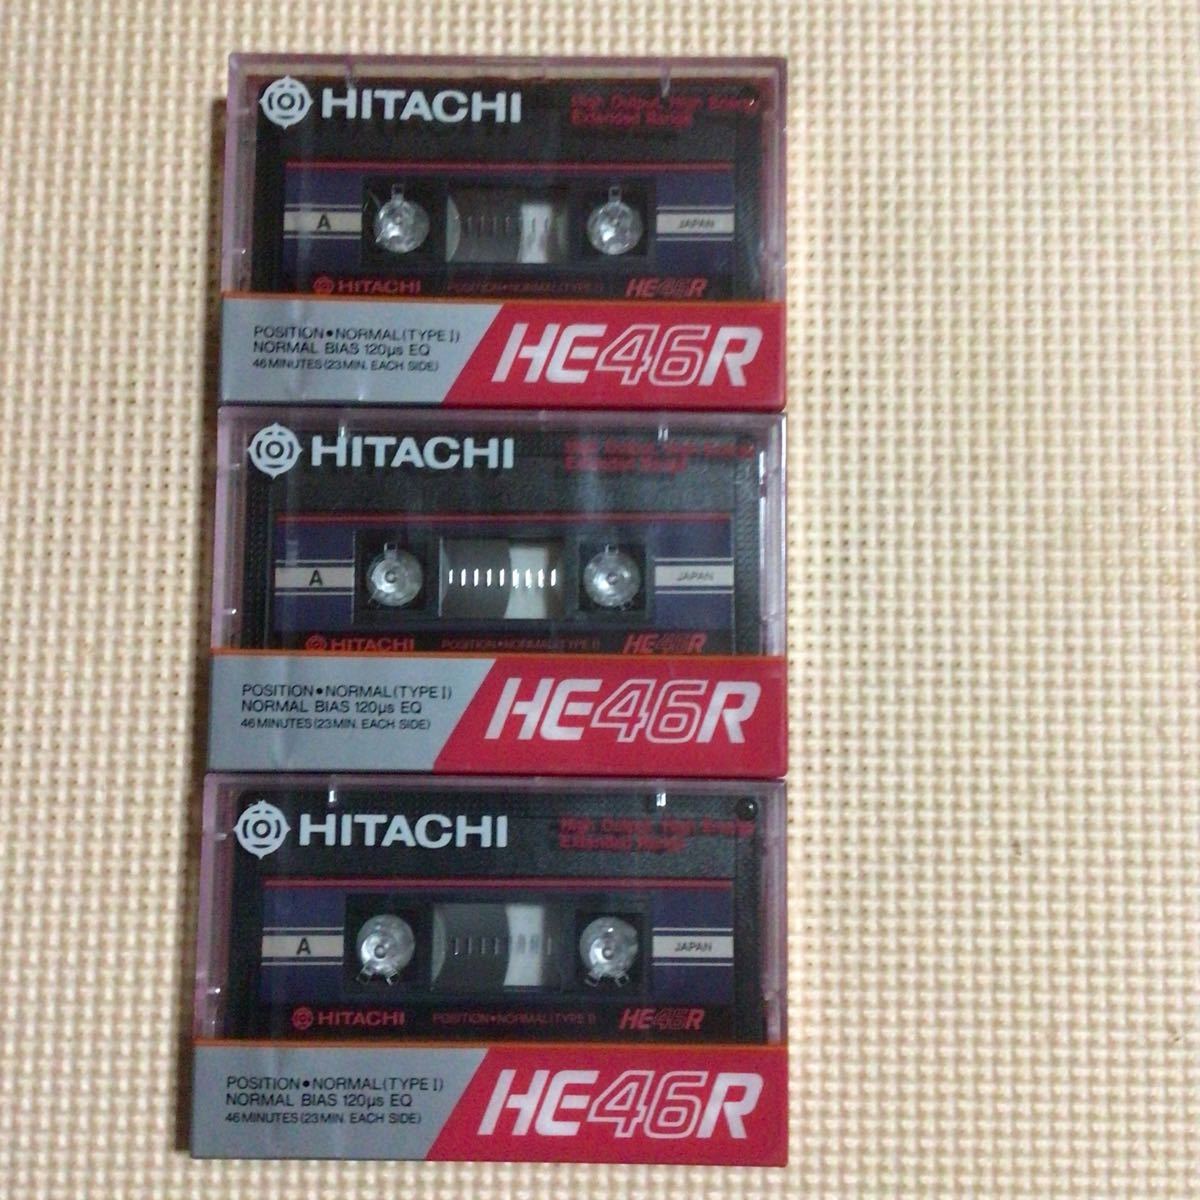 HITACHI
High Output, High Energy
Extended Range
A
JAPAN
HITACHI POSITION•NORMAL(TYPE I) HE46R
POSITION•NORMAL(TYPE I)
NORMAL BIAS 120µs EQ
46 MINUTES (23 MIN. EACH SIDE)
HE46R
HITACHI
A
JAPAN
HITACHI POSITION•NORMAL(TYPE I) HE46R
POSITION•NORMAL(TYPE I)
NORMAL BIAS 120µs EQ
46 MINUTES (23 MIN. EACH SIDE)
HE46R
HITACHI
High Output, High Energy
Extended Range
A
JAPAN
HITACHI POSITION•NORMAL(TYPE I) HE46R
POSITION•NORMAL(TYPE I)
NORMAL BIAS 120µs EQ
46 MINUTES (23 MIN. EACH SIDE)
HE46R